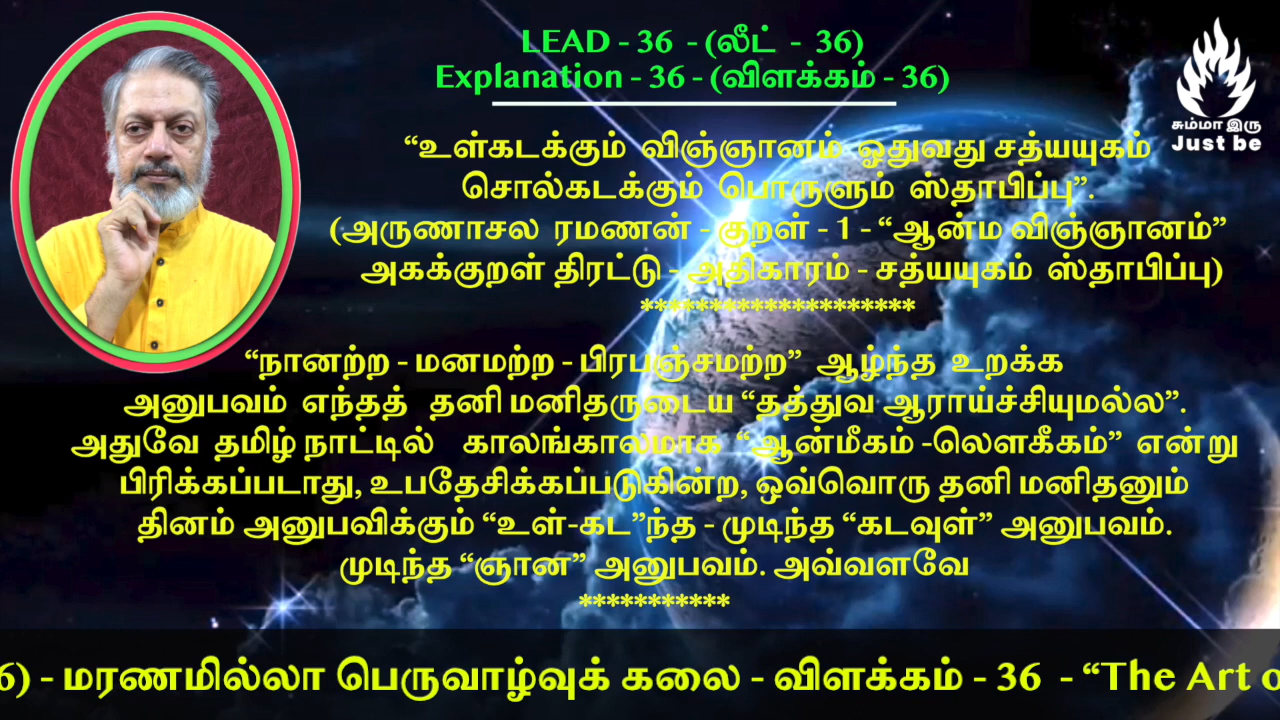 LEAD - 36 - (லீட் - 36)
Explanation - 36 - (விளக்கம் - 36)
சும்மா இரு
Just be
“உள்கடக்கும் விஞ்ஞானம் ஓதுவது சத்யயுகம்
சொல்கடக்கும் பொருளும் ஸ்தாபிப்பு”.
(அருணாசல ரமணன் - குறள் - 1 - “ஆன்ம விஞ்ஞானம்”
அகக்குறள் திரட்டு - அதிகாரம் - சத்யயுகம் ஸ்தாபிப்பு)
********************
“நானற்ற - மனமற்ற - பிரபஞ்சமற்ற” ஆழ்ந்த உறக்க
அனுபவம் எந்தத் தனி மனிதருடைய “தத்துவ ஆராய்ச்சியுமல்ல”.
அதுவே தமிழ் நாட்டில் காலங்காலமாக “ஆன்மீகம் -லௌகீகம்” என்று
பிரிக்கப்படாது, உபதேசிக்கப்படுகின்ற, ஒவ்வொரு தனி மனிதனும்
தினம் அனுபவிக்கும் “உள்-கட”ந்த - முடிந்த “கடவுள்” அனுபவம்.
முடிந்த “ஞான” அனுபவம். அவ்வளவே
***********
6) - மரணமில்லா பெருவாழ்வுக் கலை - விளக்கம் - 36 - “The Art o